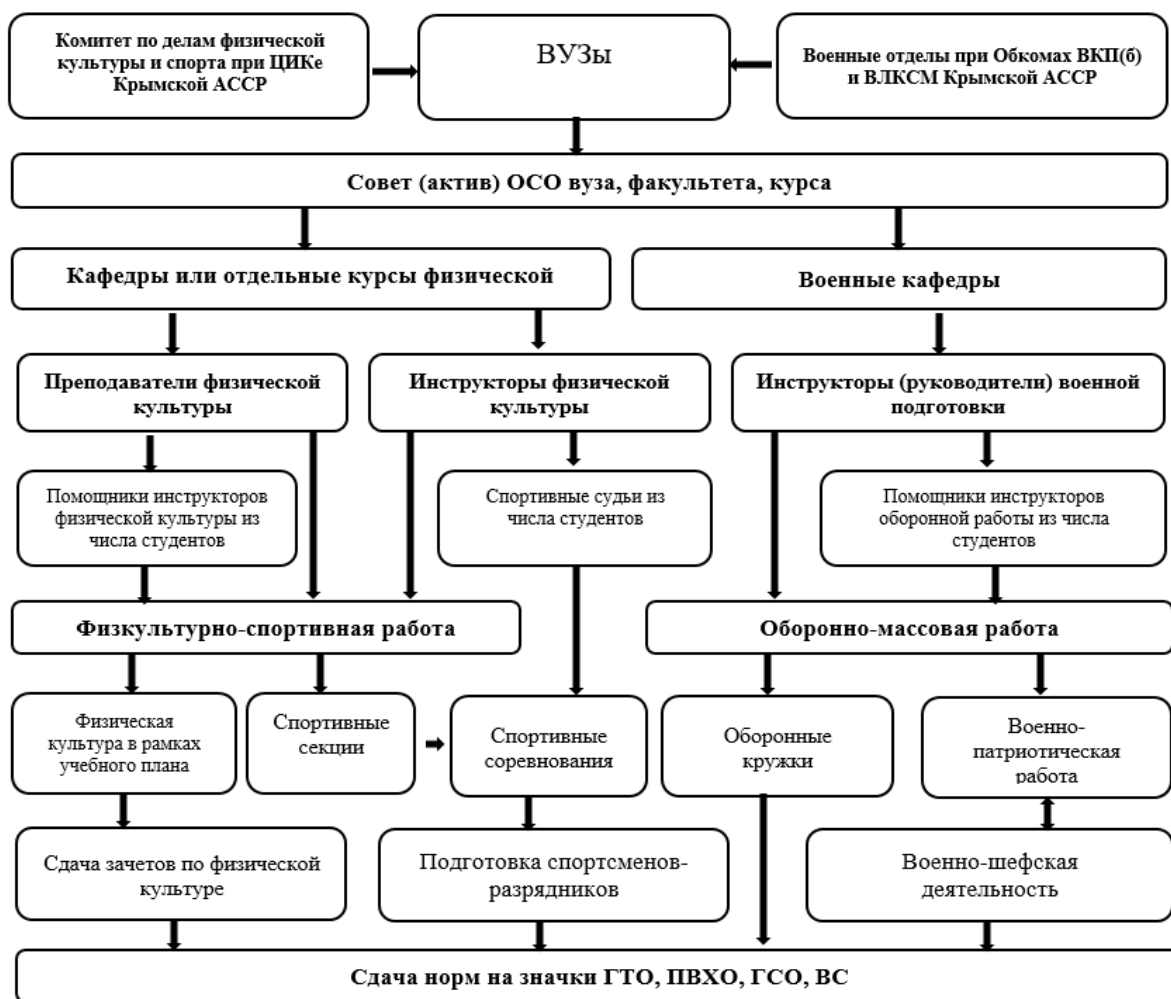 Комитет по делам физической
культуры и спорта при ЦИКе
Крымской АССР
ВУЗы
Военные отделы при Обкомах ВКП(б)
и ВЛКСМ Крымской АССР
Совет (актив) ОСО вуза, факультета, курса
Кафедры или отдельные курсы физической
Военные кафедры
Преподаватели физической
культуры
Инструкторы физической
культуры
Инструкторы (руководители) военной
подготовки
Помощники инструкторов
физической культуры из
числа студентов
Спортивные судьи из
числа студентов
Помощники инструкторов
оборонной работы из числа
студентов
Физкультурно-спортивная работа
Оборонно-массовая работа
Физическая
культура в рамках
учебного плана
Спортивные
секции
Спортивные
соревнования
Оборонные
кружки
Военно-
патриотическая
работа
Сдача зачетов по физической
культуре
Подготовка спортсменов-
разрядников
Военно-шефская
деятельность
Сдача норм на значки ГТО, ПВХО, ГСО, ВС